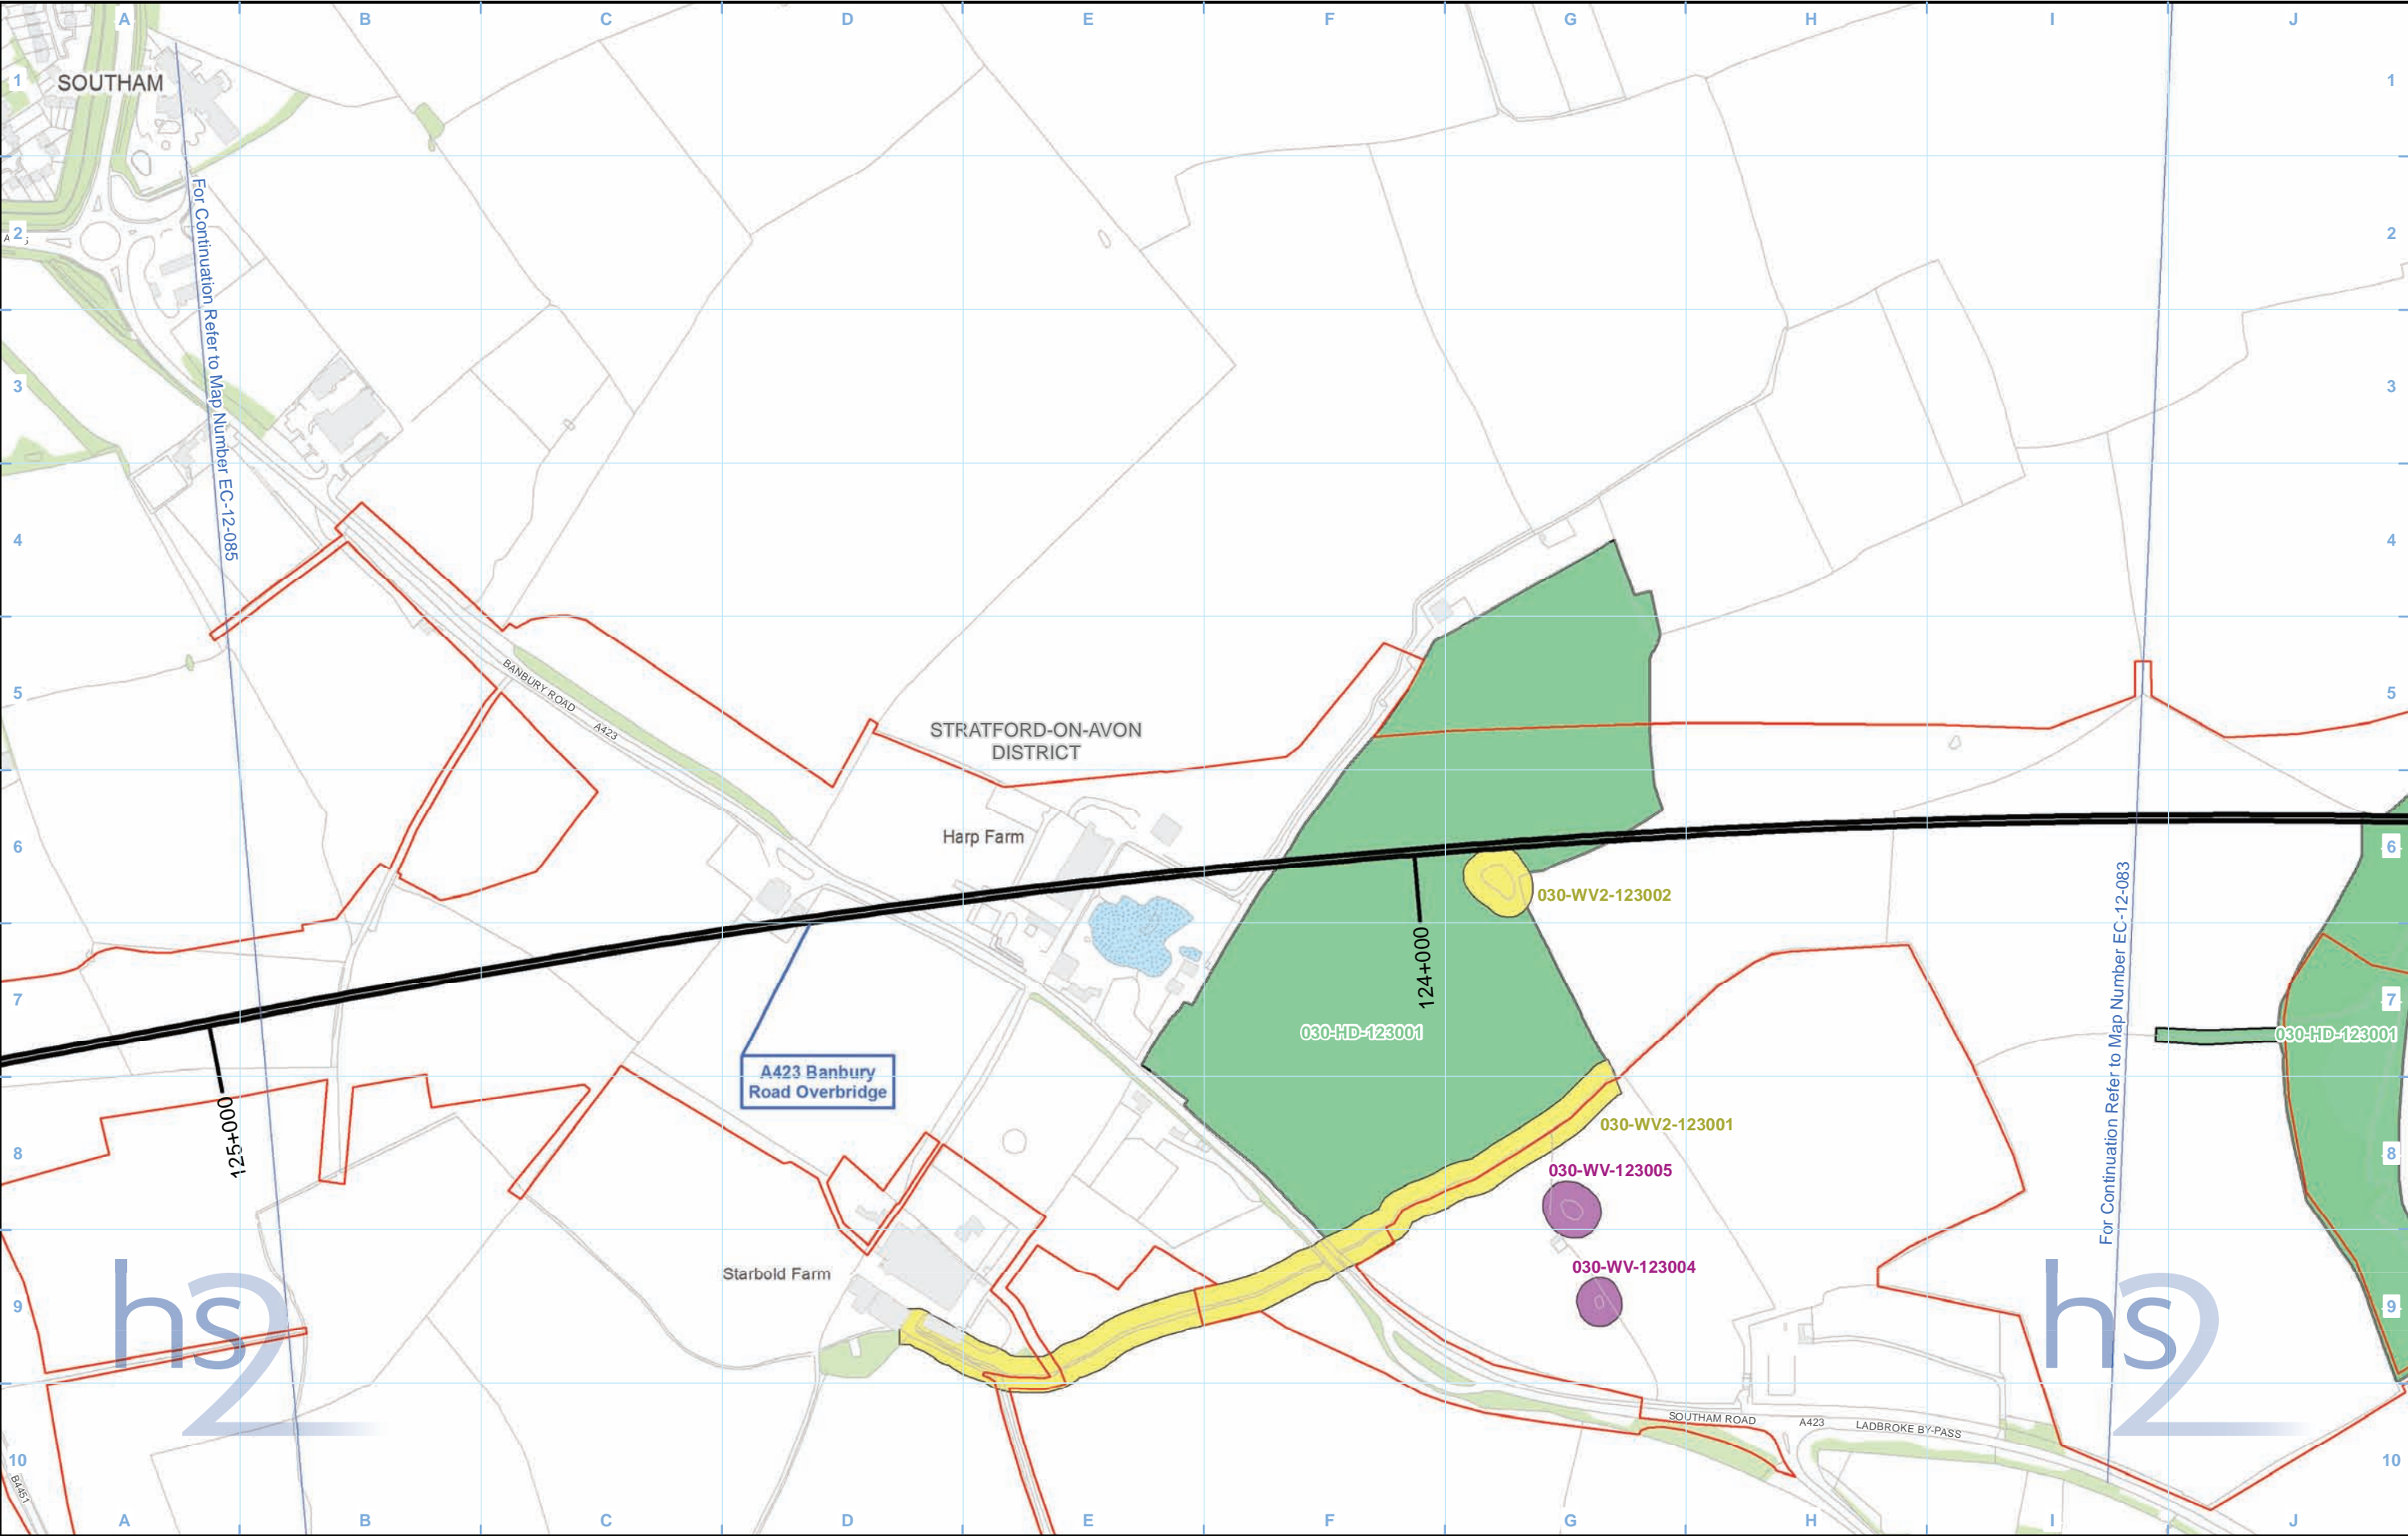 A B C D E F G H I J
1 1
SOUTHAM
2 2
For Continuation Refer to Map Number EC-12-085
3 3
4 4
5 5
BANBURY ROAD
A423
STRATFORD-ON-AVON
DISTRICT
Harp Farm
6 6
030-WV2-123002
124+000
7 7
For Continuation Refer to Map Number EC-12-083
030-HD-123001
030-HD-123001
A423 Banbury
Road Overbridge
125+000
030-WV2-123001
8 8
030-WV-123005
030-WV-123004
Starbold Farm
9 9
hs2
hs2
SOUTHAM ROAD
A423
LADBROKE BY-PASS
10 10
B4451
A B C D E F G H I J